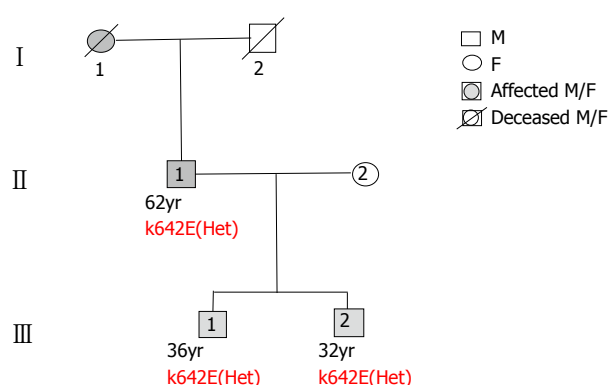 I
1
2
M
F
Affected M/F
Deceased M/F
II
1
2
62yr
k642E(Het)
III
1
2
36yr
32yr
k642E(Het)
k642E(Het)